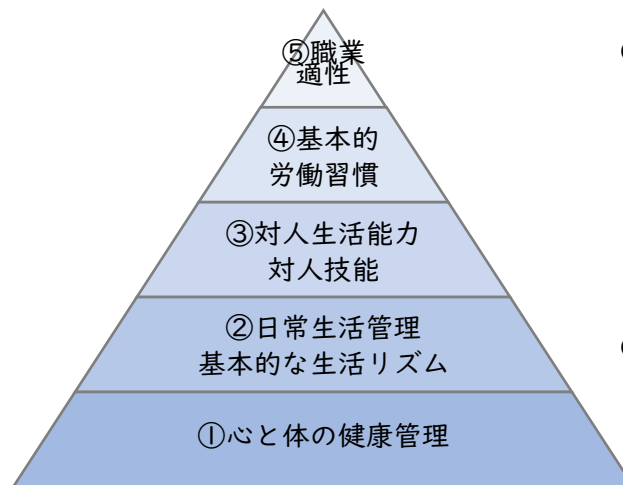 ⑤職業
適性
④基本的
労働習慣
③対人生活能力
対人技能
②日常生活管理
基本的な生活リズム
①心と体の健康管理